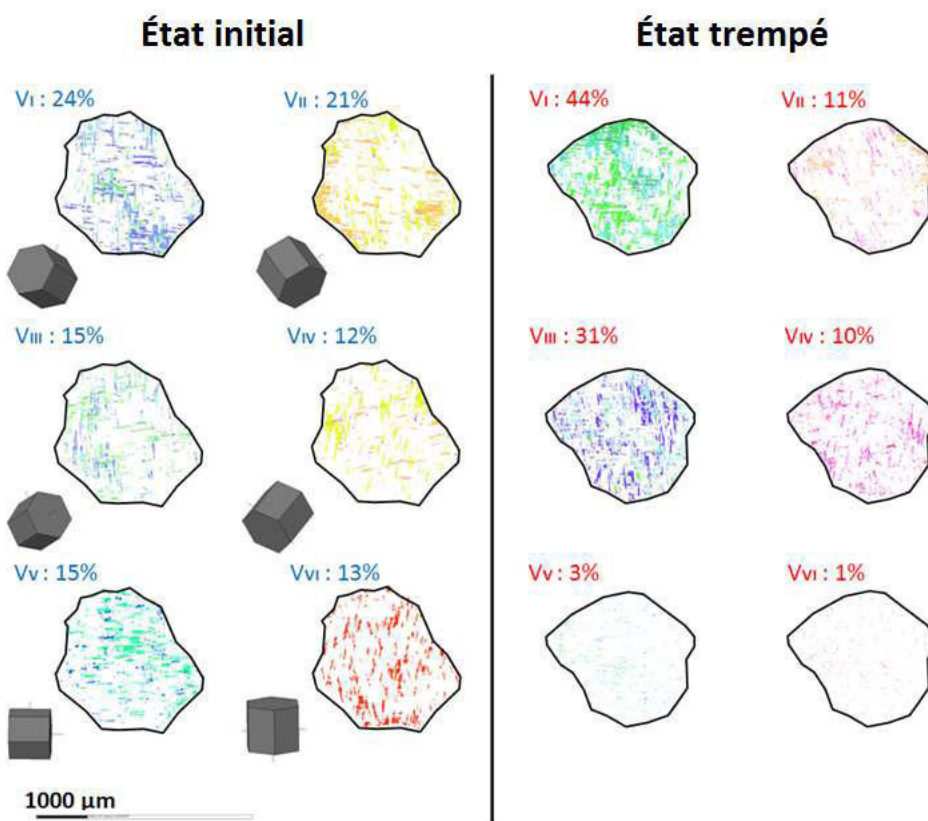 État initial
État trempé
VI : 24%
VII : 21%
VI : 44%
VII : 11%
VIII : 15%
VIV : 12%
VIII : 31%
VIV : 10%
VV : 15%
VVI : 13%
VV : 3%
VVI : 1%
1000 µm